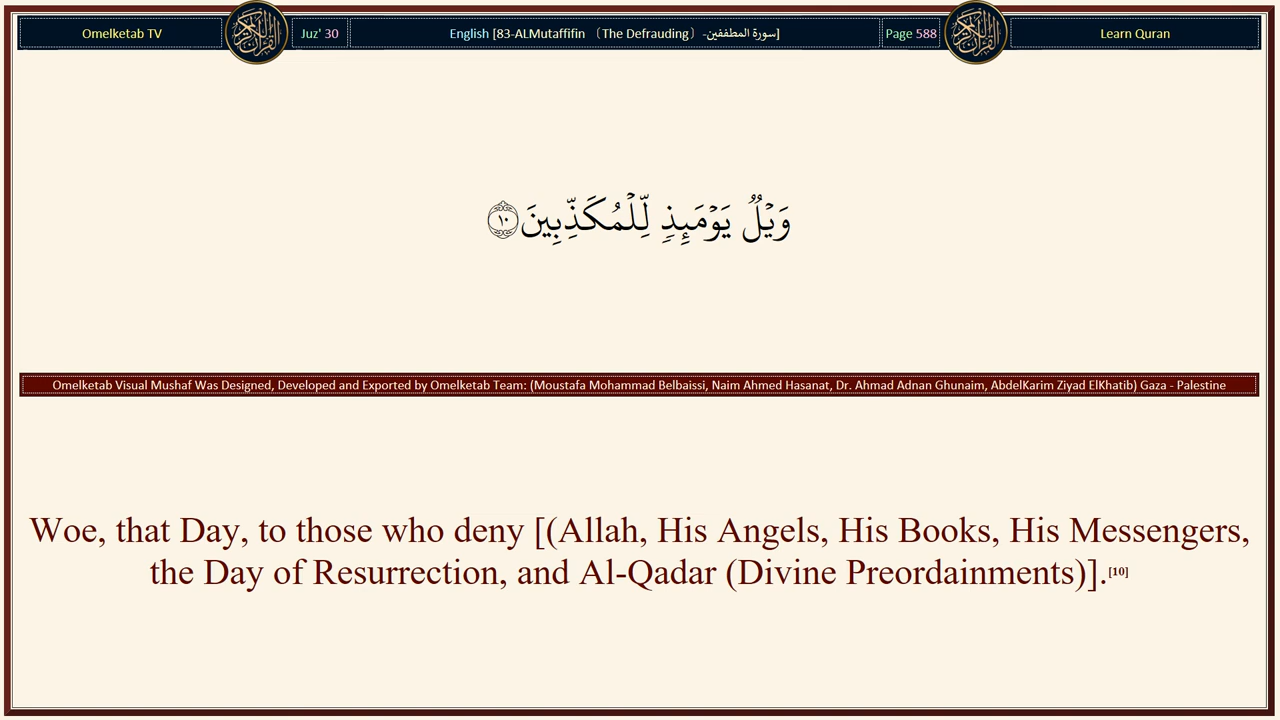 Omelketab TV
Juz' 30
English [83-ALMutaffifin 〔The Defrauding〕 -سورة المطففين]
Page 588
Learn Quran
وَيۡلٞ يَوۡمَئِذٖ لِّلۡمُكَذِّبِينَ ١٠
Omelketab Visual Mushaf Was Designed, Developed and Exported by Omelketab Team: (Moustafa Mohammad Belbaissi, Naim Ahmed Hasanat, Dr. Ahmad Adnan Ghunaim, AbdelKarim Ziyad ElKhatib) Gaza - Palestine
Woe, that Day, to those who deny [(Allah, His Angels, His Books, His Messengers,
the Day of Resurrection, and Al-Qadar (Divine Preordainments)].[10]